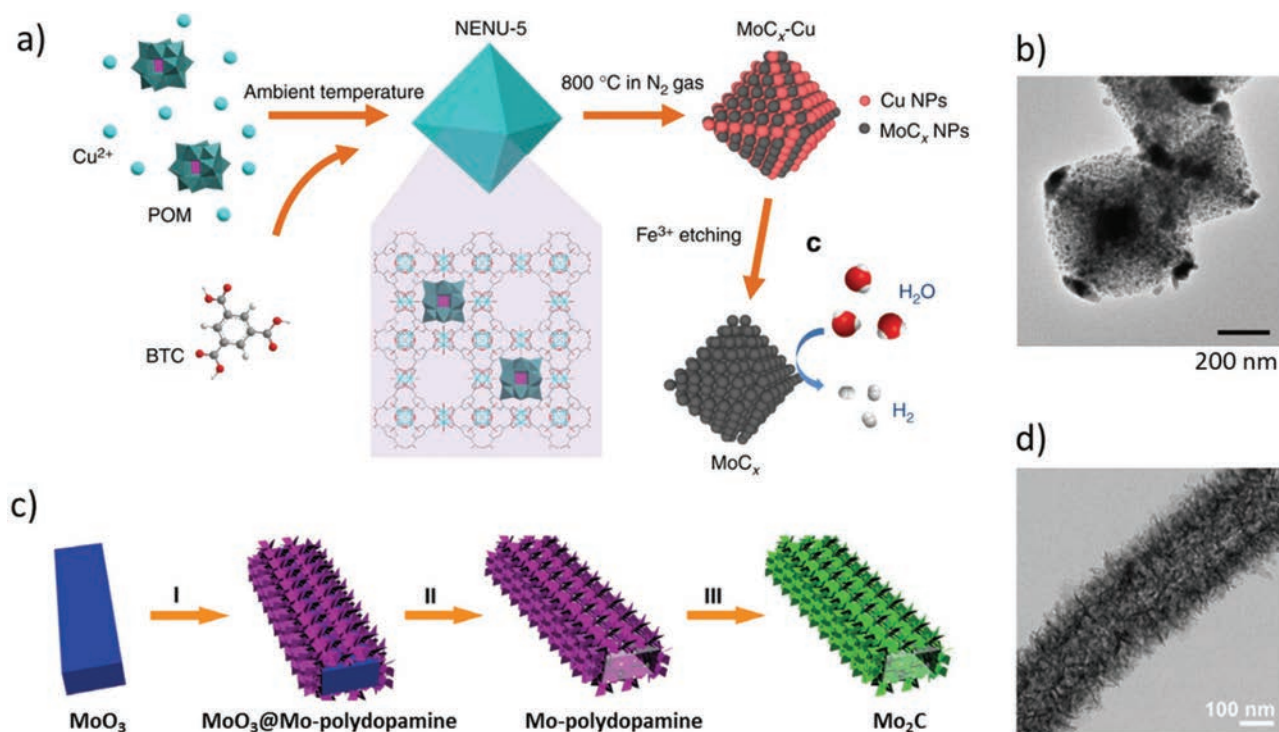 a)
NENU-5
MoCₓ-Cu
Ambient temperature
800 °C in N₂ gas
Cu NPs
MoCₓ NPs
Cu²⁺
POM
Fe³⁺ etching
c
H₂O
BTC
H₂
MoCₓ
b)
200 nm
c)
I
II
III
MoO₃
MoO₃@Mo-polydopamine
Mo-polydopamine
Mo₂C
d)
100 nm